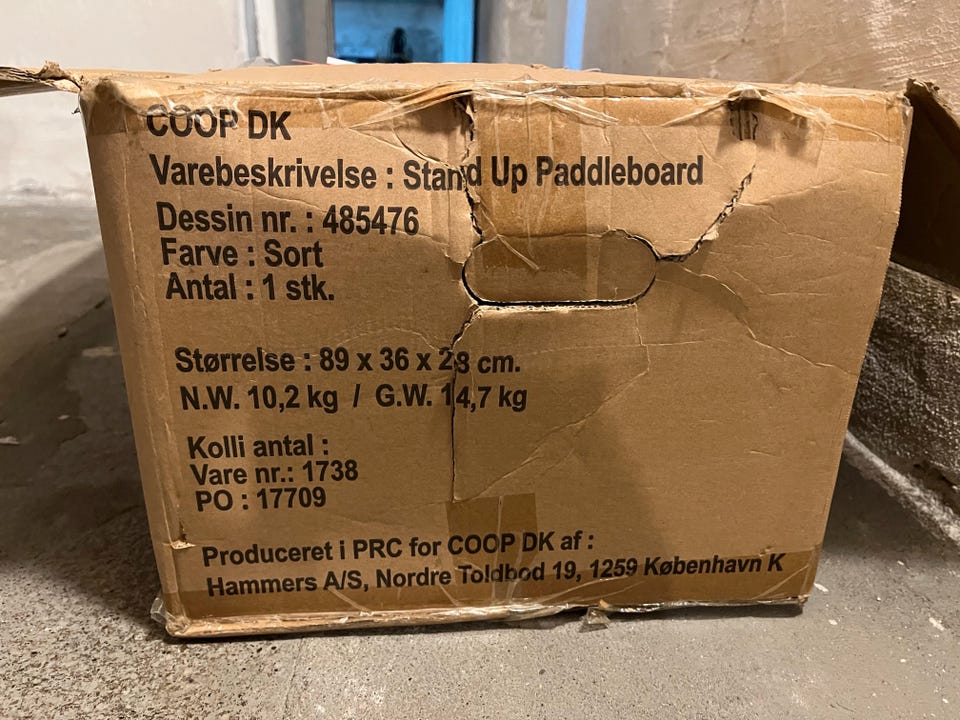 COOP DK
Varebeskrivelse : Stand Up Paddleboard
Dessin nr. : 485476
Farve : Sort
Antal : 1 stk.
Størrelse : 89 x 36 x 28 cm.
N.W. 10,2 kg / G.W. 14,7 kg
Kolli antal :
Vare nr.: 1738
PO : 17709
Produceret i PRC for COOP DK af :
Hammers A/S, Nordre Toldbod 19, 1259 København K